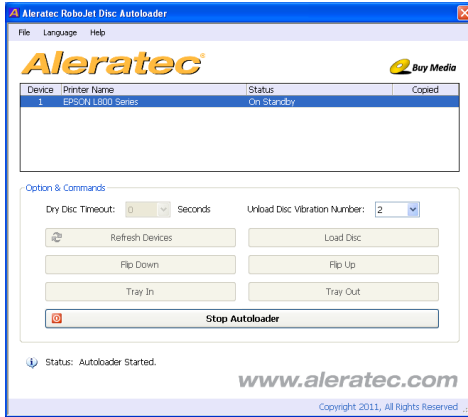 Aleratec RoboJet Disc Autoloader
File Language Help
Aleratec
Buy Media
Device Printer Name Status Copied
1 EPSON L800 Series On Standby
Option & Commands
Dry Disc Timeout: 0 Seconds Unload Disc Vibration Number: 2
Refresh Devices Load Disc
Flip Down Flip Up
Tray In Tray Out
Stop Autoloader
Status: Autoloader Started.
www.aleratec.com
Copyright 2011, All Rights Reserved